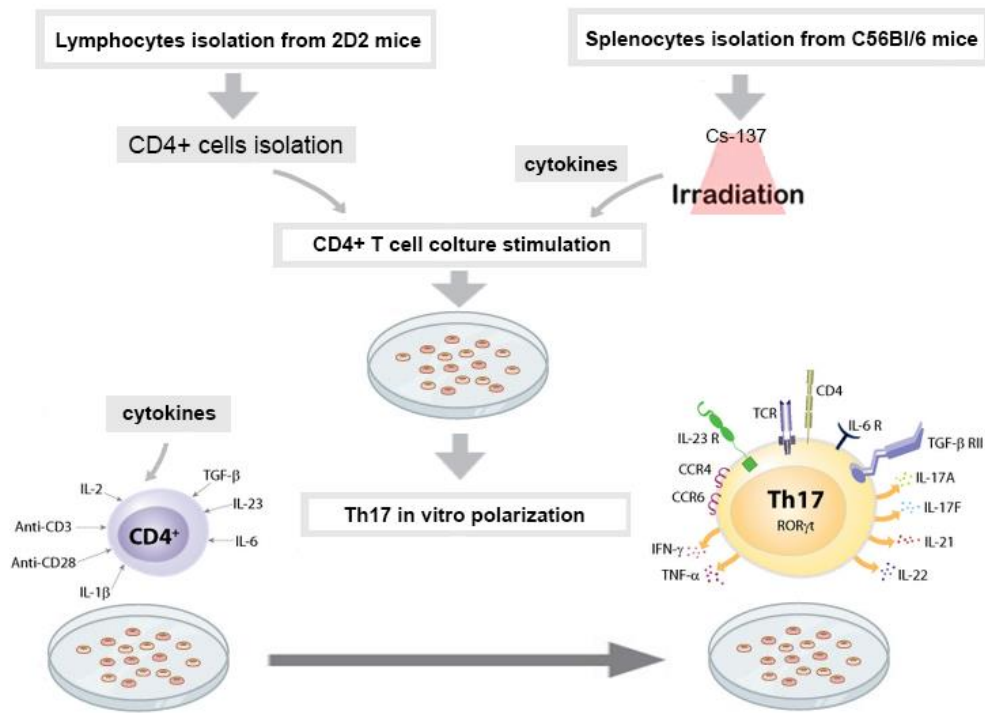 Lymphocytes isolation from 2D2 mice
Splenocytes isolation from C56Bl/6 mice
CD4+ cells isolation
Cs-137
cytokines
Irradiation
CD4+ T cell colture stimulation
cytokines
IL-2
TGF-β
IL-23
Anti-CD3
CD4+
IL-6
Anti-CD28
IL-1β
Th17 in vitro polarization
CD4
TCR
IL-6 R
IL-23 R
TGF-β RII
CCR4
CCR6
Th17
RORγt
IL-17A
IL-17F
IL-21
IL-22
IFN-γ
TNF-α